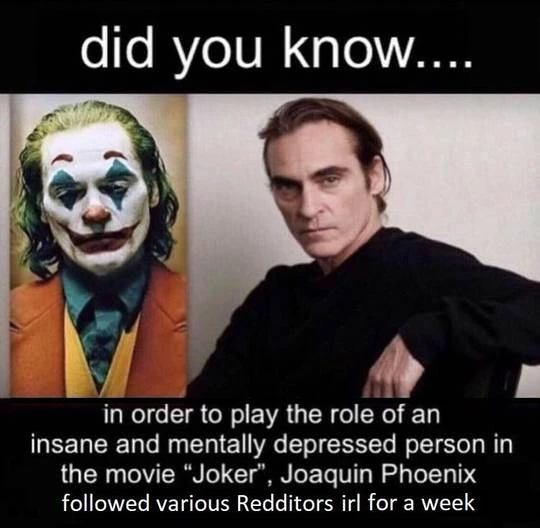 did you know....
in order to play the role of an
insane and mentally depressed person in
the movie “Joker”, Joaquin Phoenix
followed various Redditors irl for a week